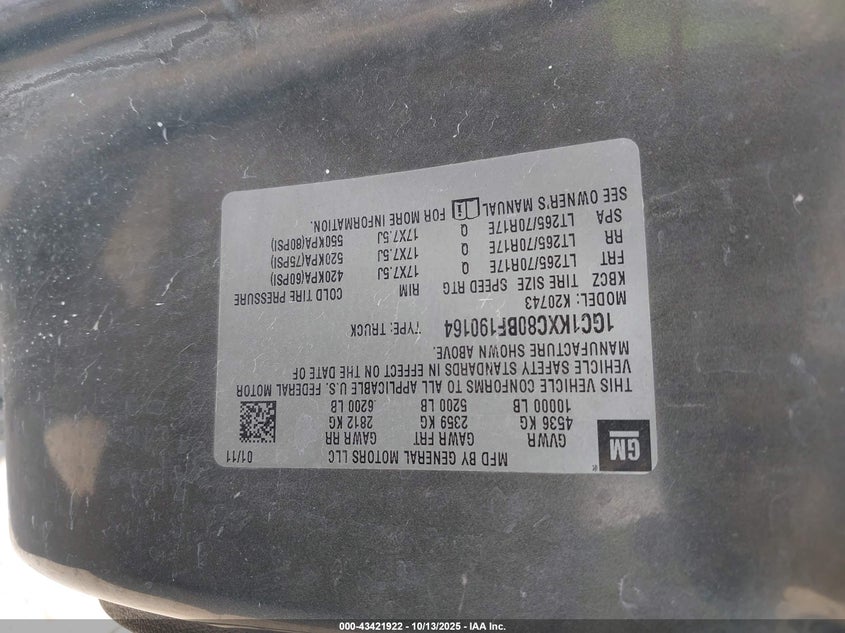 MFD BY GENERAL MOTORS LLC 01/11
GM
GVWR GAWR FRT GAWR RR
4536 KG 2359 KG 2812 KG
10000 LB 5200 LB 6200 LB
THIS VEHICLE CONFORMS TO ALL APPLICABLE U.S. FEDERAL MOTOR
VEHICLE SAFETY STANDARDS IN EFFECT ON THE DATE OF
MANUFACTURE SHOWN ABOVE.
1GC1KXC80BF190164 TYPE: TRUCK
MODEL: K20743
KBCZ TIRE SIZE SPEED RTG RIM COLD TIRE PRESSURE
FRT LT265/70R17E Q 17X7.5J 420KPA(60PSI)
RR LT265/70R17E Q 17X7.5J 520KPA(75PSI)
SPA LT265/70R17E Q 17X7.5J 550KPA(80PSI)
SEE OWNER'S MANUAL FOR MORE INFORMATION.
000-43421922 - 10/13/2025 - IAA Inc.